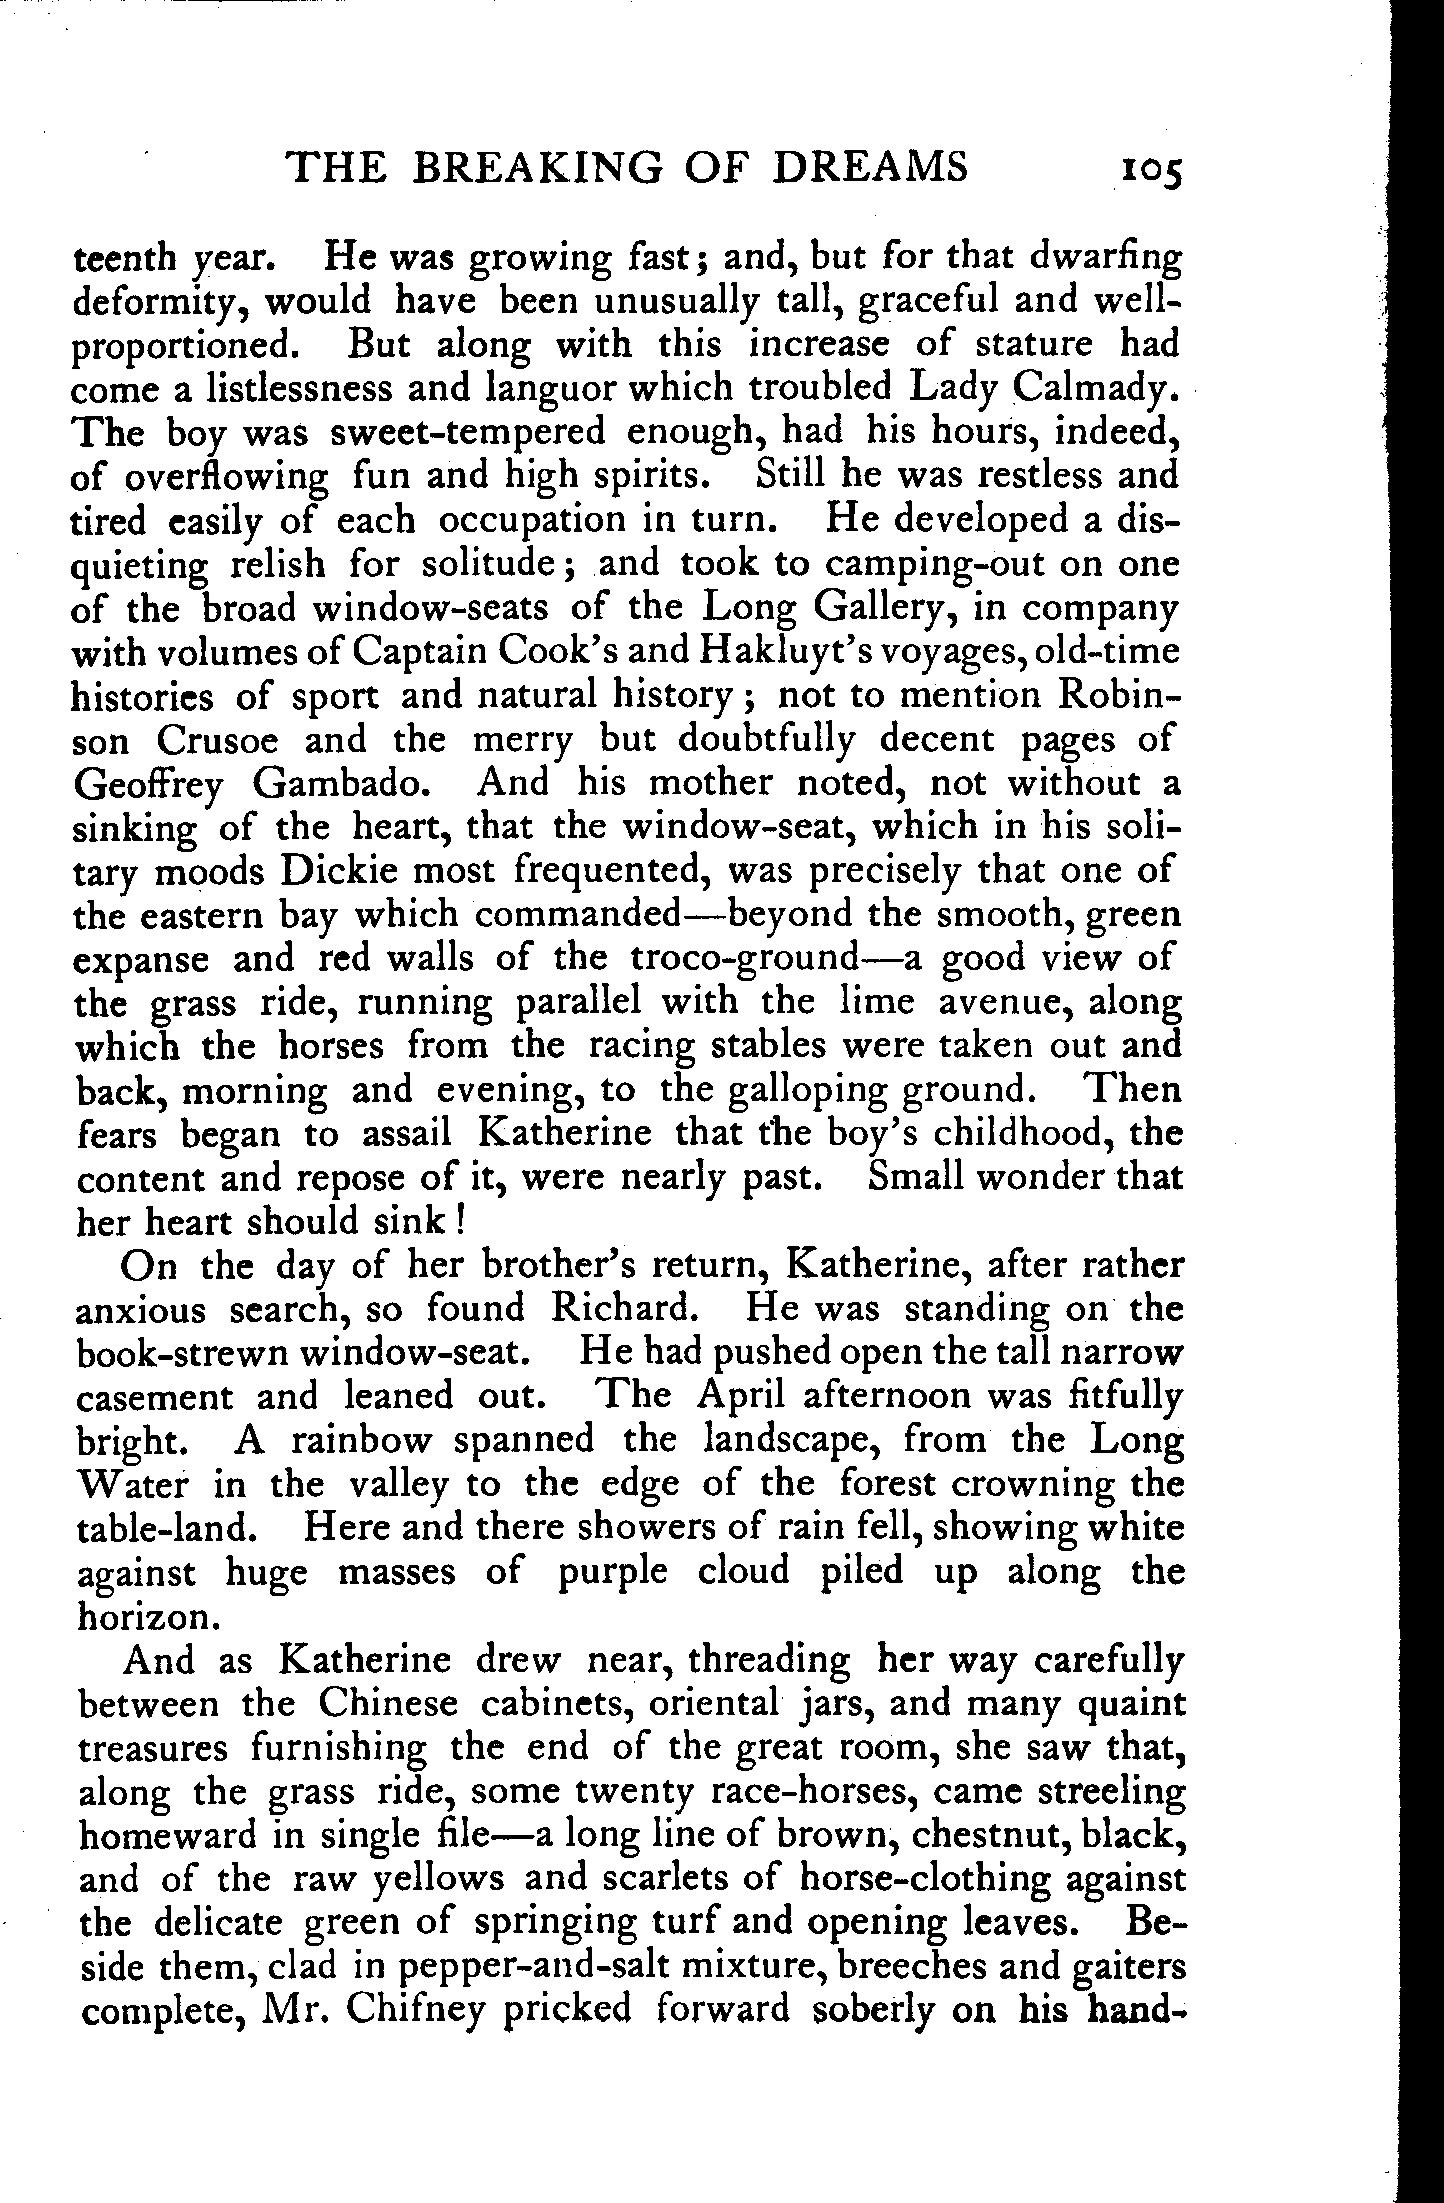 THE BREAKING OF DREAMS 105
teenth year. He was growing fast; and, but for that dwarfing
deformity, would have been unusually tall, graceful and well-
proportioned. But along with this increase of stature had
come a listlessness and languor which troubled Lady Calmady.
The boy was sweet-tempered enough, had his hours, indeed,
of overflowing fun and high spirits. Still he was restless and
tired easily of each occupation in turn. He developed a dis-
quieting relish for solitude; and took to camping-out on one
of the broad window-seats of the Long Gallery, in company
with volumes of Captain Cook's and Hakluyt's voyages, old-time
histories of sport and natural history; not to mention Robin-
son Crusoe and the merry but doubtfully decent pages of
Geoffrey Gambado. And his mother noted, not without a
sinking of the heart, that the window-seat, which in his soli-
tary moods Dickie most frequented, was precisely that one of
the eastern bay which commanded—beyond the smooth, green
expanse and red walls of the troco-ground—a good view of
the grass ride, running parallel with the lime avenue, along
which the horses from the racing stables were taken out and
back, morning and evening, to the galloping ground. Then
fears began to assail Katherine that the boy's childhood, the
content and repose of it, were nearly past. Small wonder that
her heart should sink!
On the day of her brother's return, Katherine, after rather
anxious search, so found Richard. He was standing on the
book-strewn window-seat. He had pushed open the tall narrow
casement and leaned out. The April afternoon was fitfully
bright. A rainbow spanned the landscape, from the Long
Water in the valley to the edge of the forest crowning the
table-land. Here and there showers of rain fell, showing white
against huge masses of purple cloud piled up along the
horizon.
And as Katherine drew near, threading her way carefully
between the Chinese cabinets, oriental jars, and many quaint
treasures furnishing the end of the great room, she saw that,
along the grass ride, some twenty race-horses, came streeling
homeward in single file—a long line of brown, chestnut, black,
and of the raw yellows and scarlets of horse-clothing against
the delicate green of springing turf and opening leaves. Be-
side them, clad in pepper-and-salt mixture, breeches and gaiters
complete, Mr. Chifney pricked forward soberly on his hand-